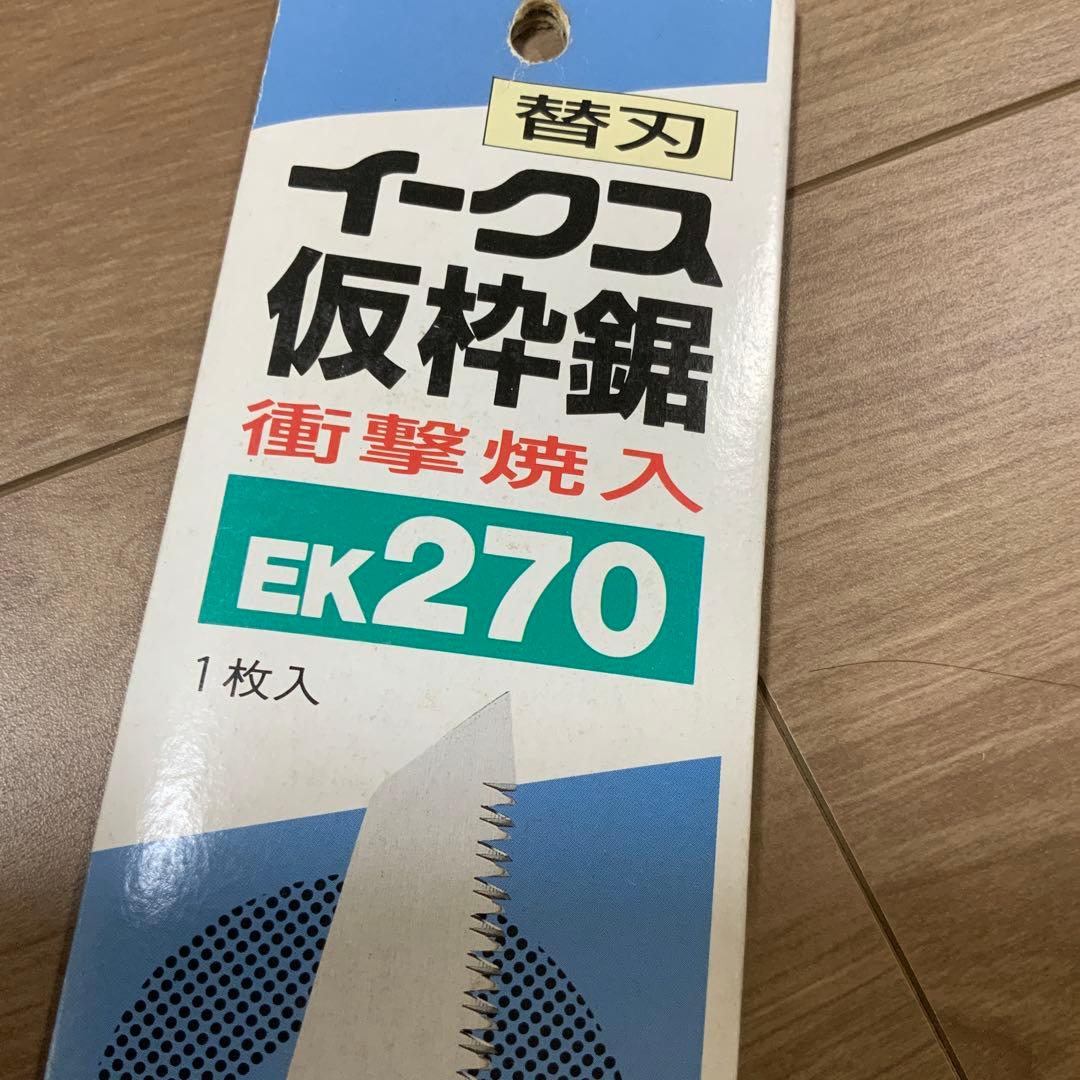 替刃
イークス
仮枠鋸
衝撃焼入
EK270
1枚入